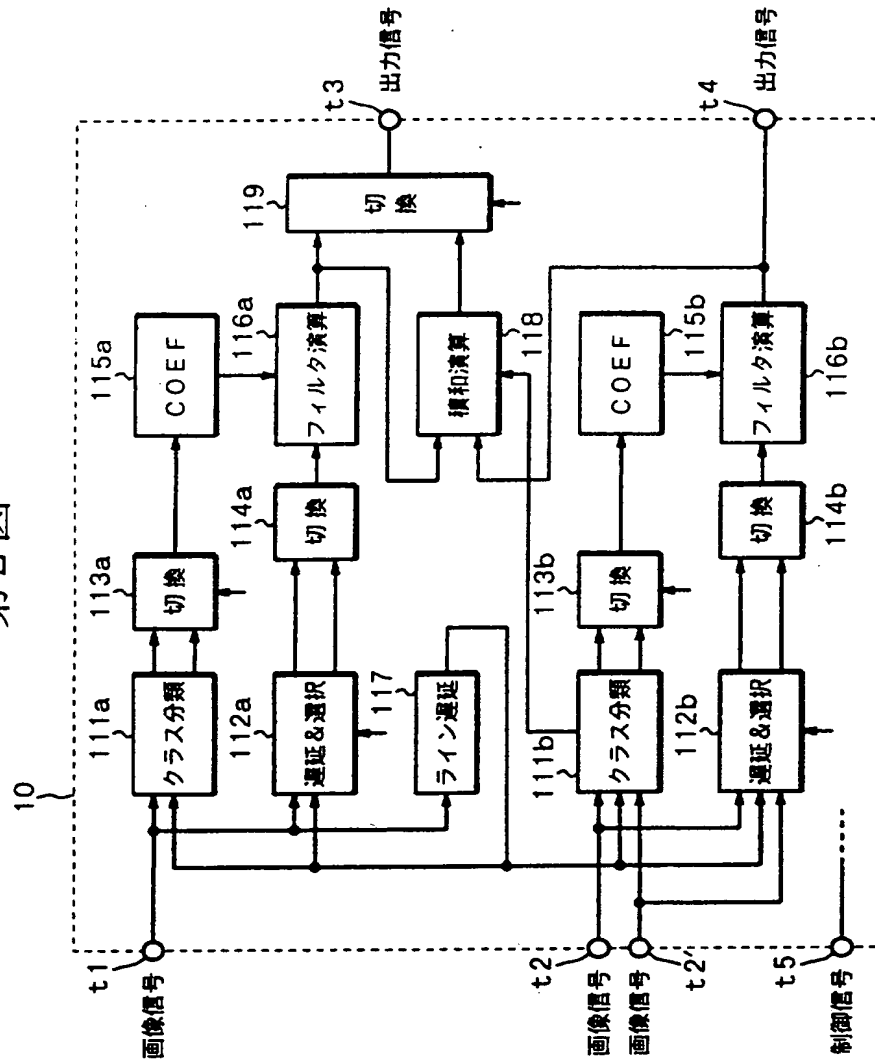 10
t1
画像信号
111a
クラス分類
113a
切換
115a
COEF
112a
遅延&選択
114a
切換
116a
フィルタ演算
119
切換
t3
出力信号
117
ライン遅延
118
積和演算
t2
画像信号
t2'
画像信号
111b
クラス分類
113b
切換
115b
COEF
112b
遅延&選択
114b
切換
116b
フィルタ演算
t4
出力信号
t5
制御信号